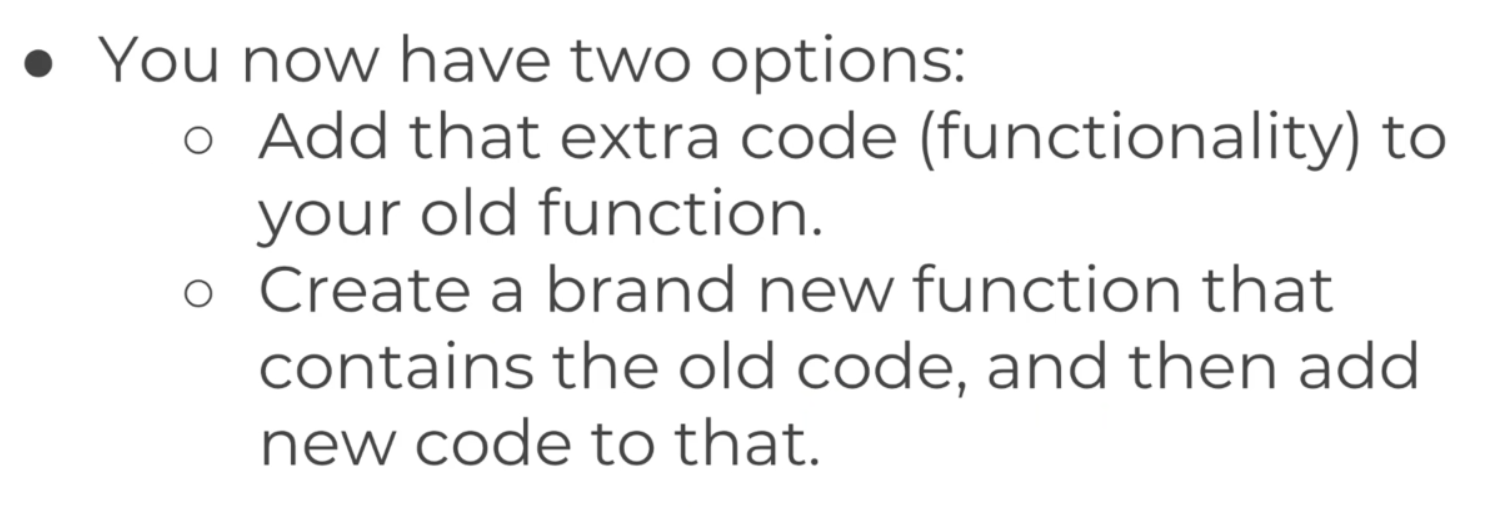 ● You now have two options:
○ Add that extra code (functionality) to
your old function.
○ Create a brand new function that
contains the old code, and then add
new code to that.